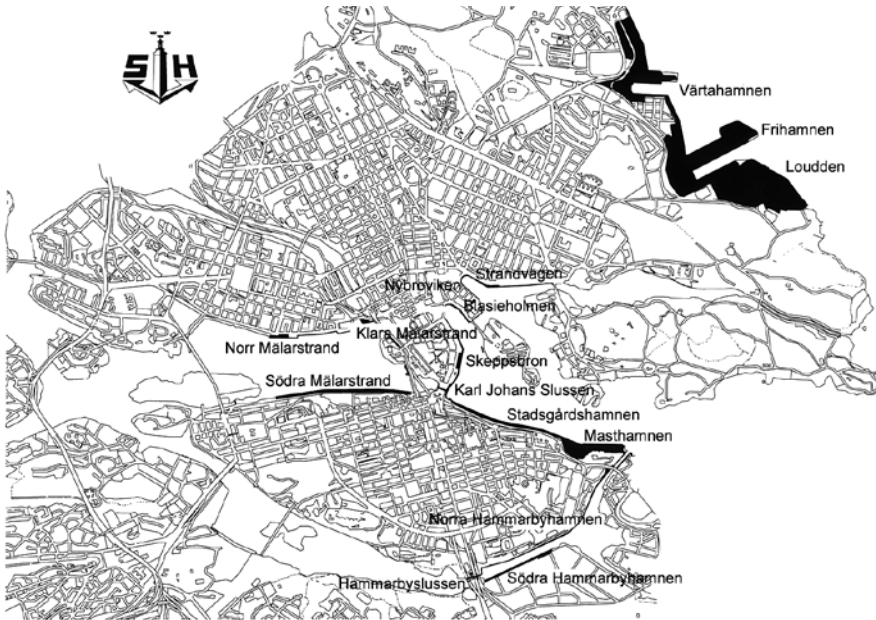 S H
Värtahamnen
Frihamnen
Loudden
Strandvägen
Nybroviken
Blasieholmen
Klara Mälarstrand
Norr Mälarstrand
Skeppsbron
Södra Mälarstrand
Karl Johans Slussen
Stadsgårdshamnen
Masthamnen
Norra Hammarbyhamnen
Hammarbyslussen
Södra Hammarbyhamnen